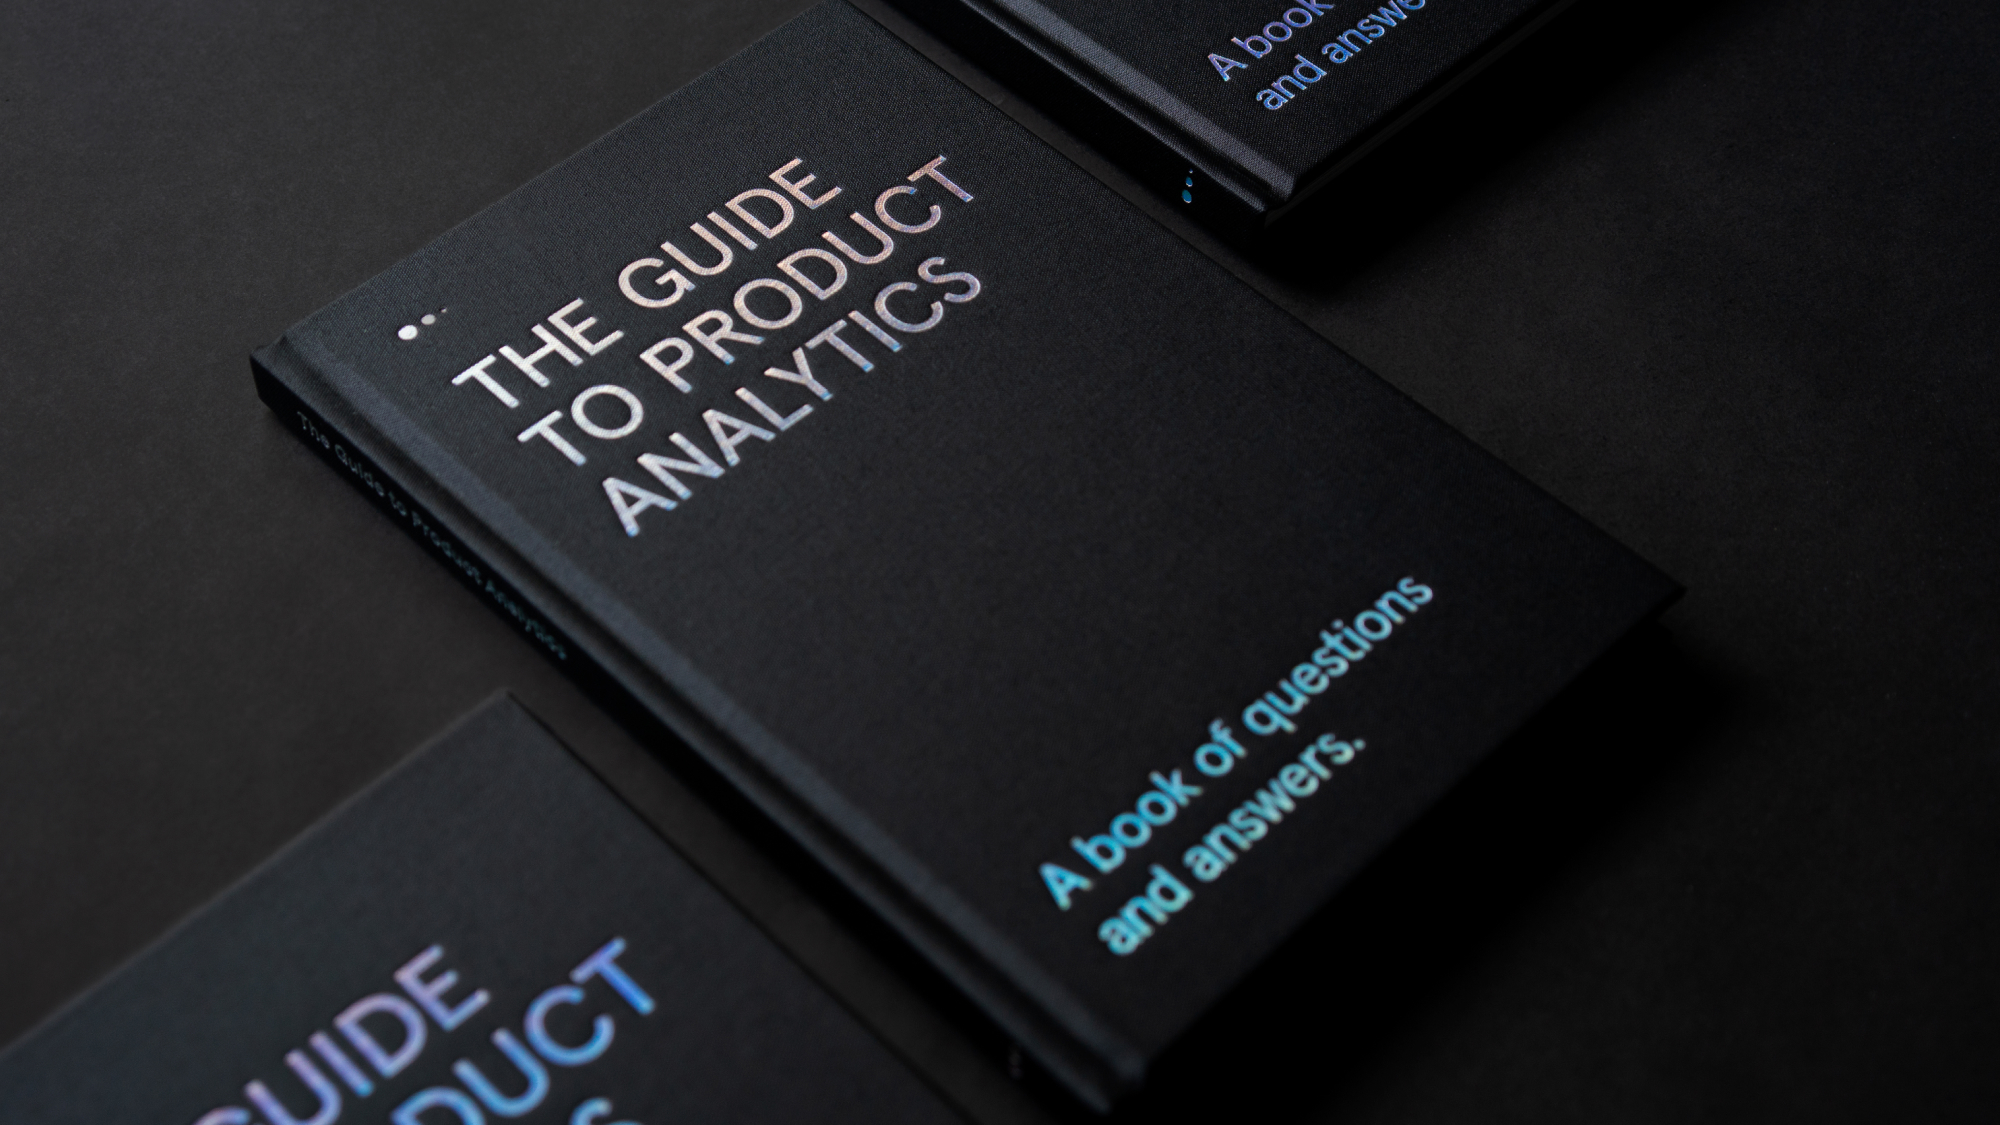 A book
and answe
THE GUIDE
TO PRODUCT
ANALYTICS
The Guide to Product Analytics
A book of questions
and answers.
GUIDE
DUCT
S